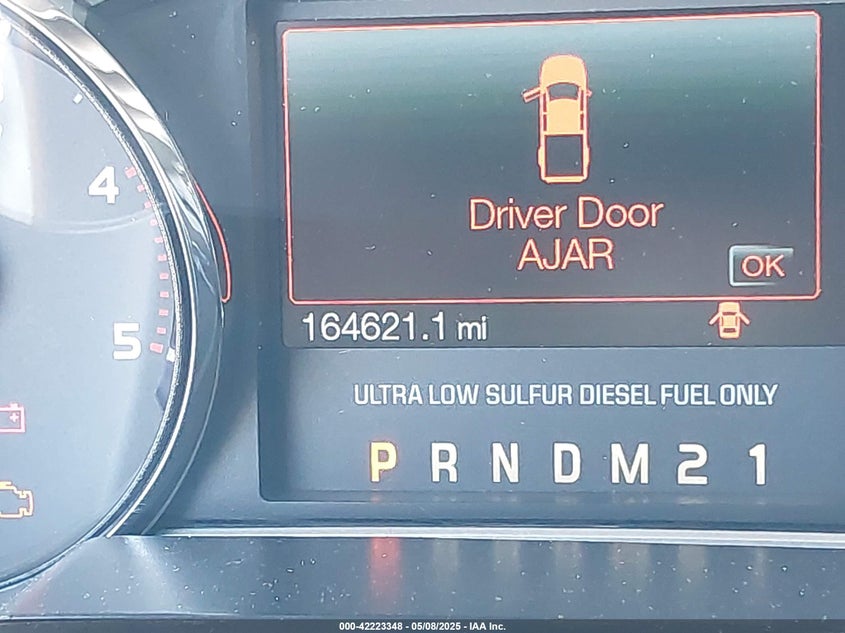 4
5
Driver Door
AJAR
OK
164621.1 mi
ULTRA LOW SULFUR DIESEL FUEL ONLY
P R N D M 2 1
000-42223348 - 05/08/2025 - IAA Inc.